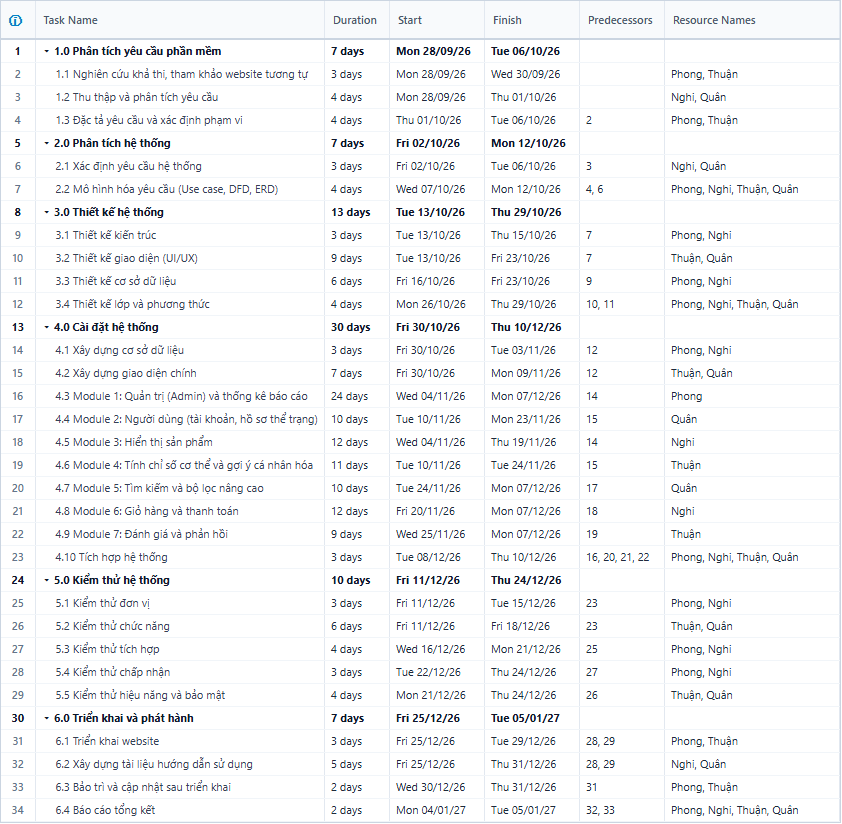 Task Name Duration Start Finish Predecessors Resource Names
1 1.0 Phân tích yêu cầu phần mềm 7 days Mon 28/09/26 Tue 06/10/26
2 1.1 Nghiên cứu khả thi, tham khảo website tương tự 3 days Mon 28/09/26 Wed 30/09/26 Phong, Thuận
3 1.2 Thu thập và phân tích yêu cầu 4 days Mon 28/09/26 Thu 01/10/26 Nghi, Quân
4 1.3 Đặc tả yêu cầu và xác định phạm vi 4 days Thu 01/10/26 Tue 06/10/26 2 Phong, Thuận
5 2.0 Phân tích hệ thống 7 days Fri 02/10/26 Mon 12/10/26
6 2.1 Xác định yêu cầu hệ thống 3 days Fri 02/10/26 Tue 06/10/26 3 Nghi, Quân
7 2.2 Mô hình hóa yêu cầu (Use case, DFD, ERD) 4 days Wed 07/10/26 Mon 12/10/26 4, 6 Phong, Nghi, Thuận, Quân
8 3.0 Thiết kế hệ thống 13 days Tue 13/10/26 Thu 29/10/26
9 3.1 Thiết kế kiến trúc 3 days Tue 13/10/26 Thu 15/10/26 7 Phong, Nghi
10 3.2 Thiết kế giao diện (UI/UX) 9 days Tue 13/10/26 Fri 23/10/26 7 Thuận, Quân
11 3.3 Thiết kế cơ sở dữ liệu 6 days Fri 16/10/26 Fri 23/10/26 9 Phong, Nghi
12 3.4 Thiết kế lớp và phương thức 4 days Mon 26/10/26 Thu 29/10/26 10, 11 Phong, Nghi, Thuận, Quân
13 4.0 Cài đặt hệ thống 30 days Fri 30/10/26 Thu 10/12/26
14 4.1 Xây dựng cơ sở dữ liệu 3 days Fri 30/10/26 Tue 03/11/26 12 Phong, Nghi
15 4.2 Xây dựng giao diện chính 7 days Fri 30/10/26 Mon 09/11/26 12 Thuận, Quân
16 4.3 Module 1: Quản trị (Admin) và thống kê báo cáo 24 days Wed 04/11/26 Mon 07/12/26 14 Phong
17 4.4 Module 2: Người dùng (tài khoản, hồ sơ thể trạng) 10 days Tue 10/11/26 Mon 23/11/26 15 Quân
18 4.5 Module 3: Hiển thị sản phẩm 12 days Wed 04/11/26 Thu 19/11/26 14 Nghi
19 4.6 Module 4: Tính chỉ số cơ thể và gợi ý cá nhân hóa 11 days Tue 10/11/26 Tue 24/11/26 15 Thuận
20 4.7 Module 5: Tìm kiếm và bộ lọc nâng cao 10 days Tue 24/11/26 Mon 07/12/26 17 Quân
21 4.8 Module 6: Giỏ hàng và thanh toán 12 days Fri 20/11/26 Mon 07/12/26 18 Nghi
22 4.9 Module 7: Đánh giá và phản hồi 9 days Wed 25/11/26 Mon 07/12/26 19 Thuận
23 4.10 Tích hợp hệ thống 3 days Tue 08/12/26 Thu 10/12/26 16, 20, 21, 22 Phong, Nghi, Thuận, Quân
24 5.0 Kiểm thử hệ thống 10 days Fri 11/12/26 Thu 24/12/26
25 5.1 Kiểm thử đơn vị 3 days Fri 11/12/26 Tue 15/12/26 23 Phong, Nghi
26 5.2 Kiểm thử chức năng 6 days Fri 11/12/26 Fri 18/12/26 23 Thuận, Quân
27 5.3 Kiểm thử tích hợp 4 days Wed 16/12/26 Mon 21/12/26 25 Phong, Nghi
28 5.4 Kiểm thử chấp nhận 3 days Tue 22/12/26 Thu 24/12/26 27 Phong, Nghi
29 5.5 Kiểm thử hiệu năng và bảo mật 4 days Mon 21/12/26 Thu 24/12/26 26 Thuận, Quân
30 6.0 Triển khai và phát hành 7 days Fri 25/12/26 Tue 05/01/27
31 6.1 Triển khai website 3 days Fri 25/12/26 Tue 29/12/26 28, 29 Phong, Thuận
32 6.2 Xây dựng tài liệu hướng dẫn sử dụng 5 days Fri 25/12/26 Thu 31/12/26 28, 29 Nghi, Quân
33 6.3 Bảo trì và cập nhật sau triển khai 2 days Wed 30/12/26 Thu 31/12/26 31 Phong, Thuận
34 6.4 Báo cáo tổng kết 2 days Mon 04/01/27 Tue 05/01/27 32, 33 Phong, Nghi, Thuận, Quân